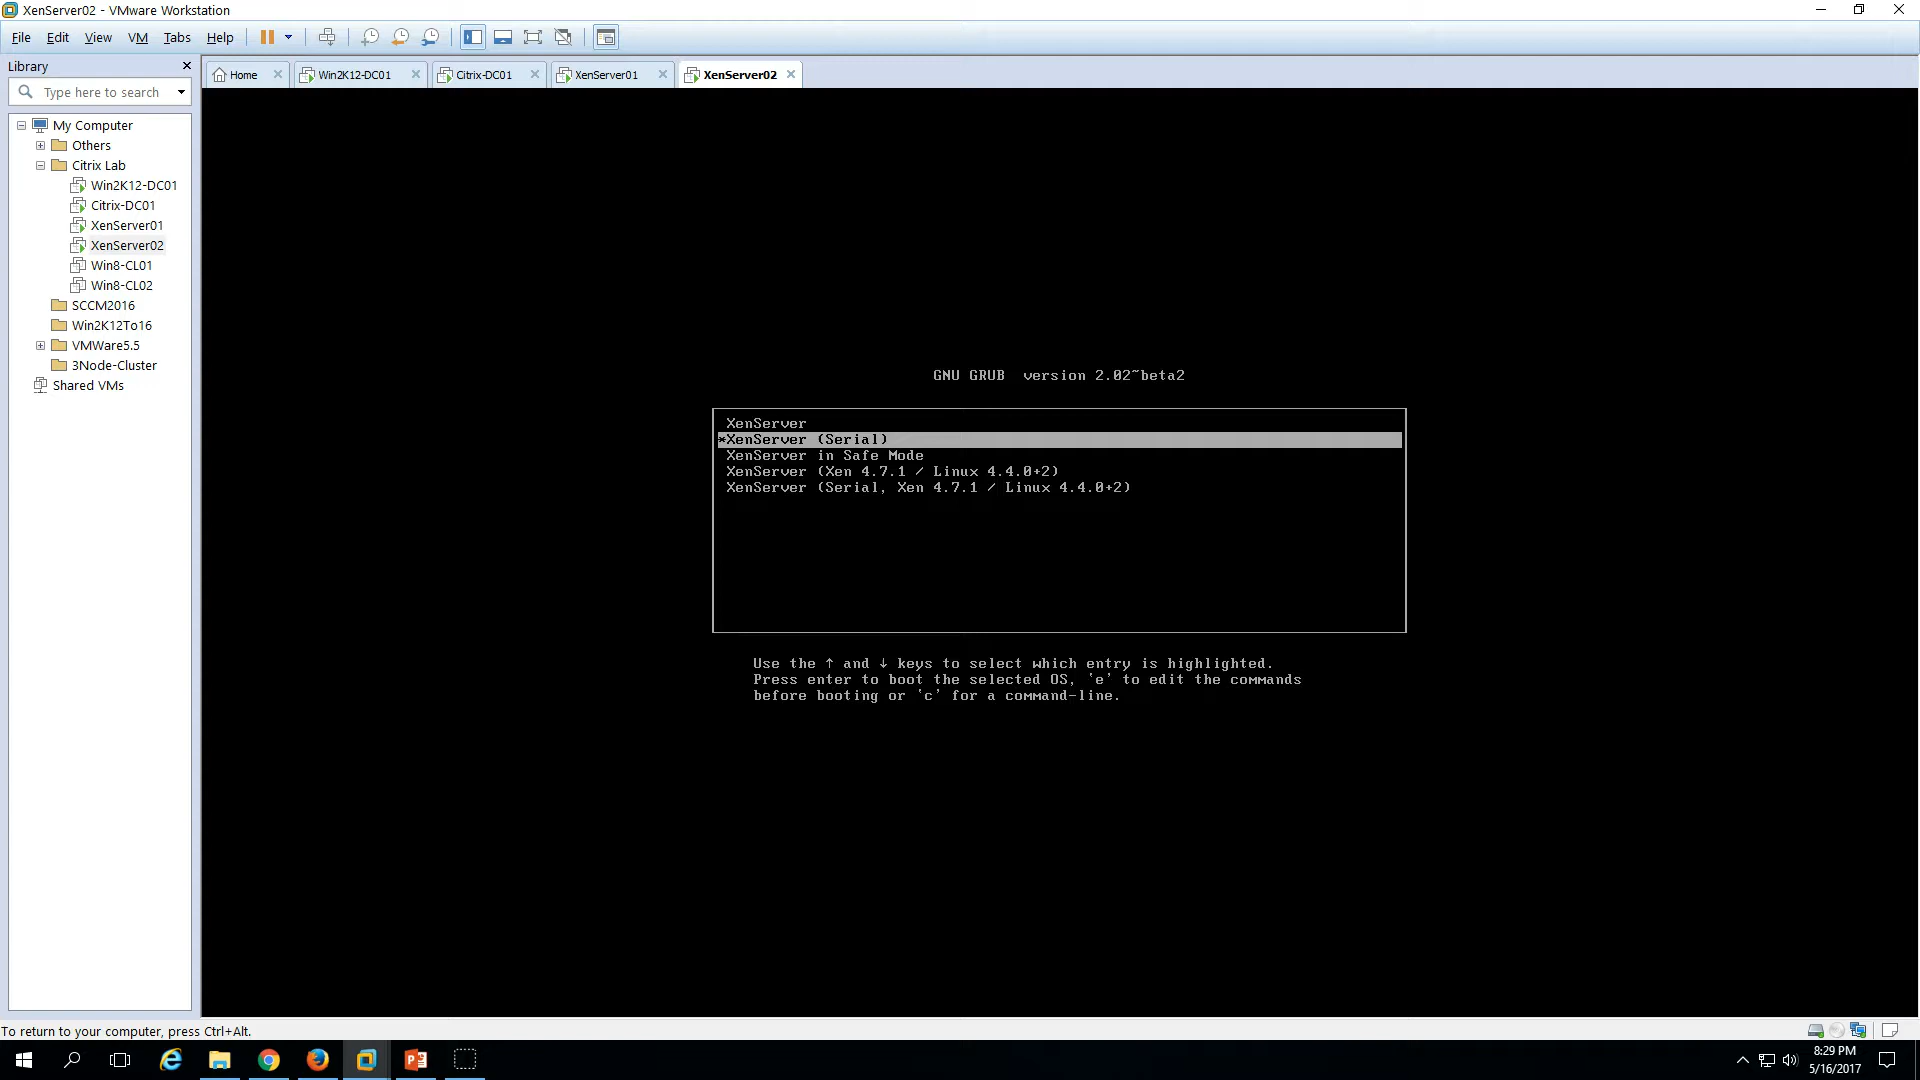 XenServer02 - VMware Workstation
File Edit View VM Tabs Help
Library
Type here to search
Home
Win2K12-DC01
Citrix-DC01
XenServer01
XenServer02
My Computer
Others
Citrix Lab
Win2K12-DC01
Citrix-DC01
XenServer01
XenServer02
Win8-CL01
Win8-CL02
SCCM2016
Win2K12To16
VMWare5.5
3Node-Cluster
Shared VMs
GNU GRUB  version 2.02~beta2
XenServer
*XenServer (Serial)
XenServer in Safe Mode
XenServer (Xen 4.7.1 / Linux 4.4.0+2)
XenServer (Serial, Xen 4.7.1 / Linux 4.4.0+2)
Use the ↑ and ↓ keys to select which entry is highlighted.
Press enter to boot the selected OS, `e' to edit the commands
before booting or `c' for a command-line.
To return to your computer, press Ctrl+Alt.
8:29 PM
5/16/2017